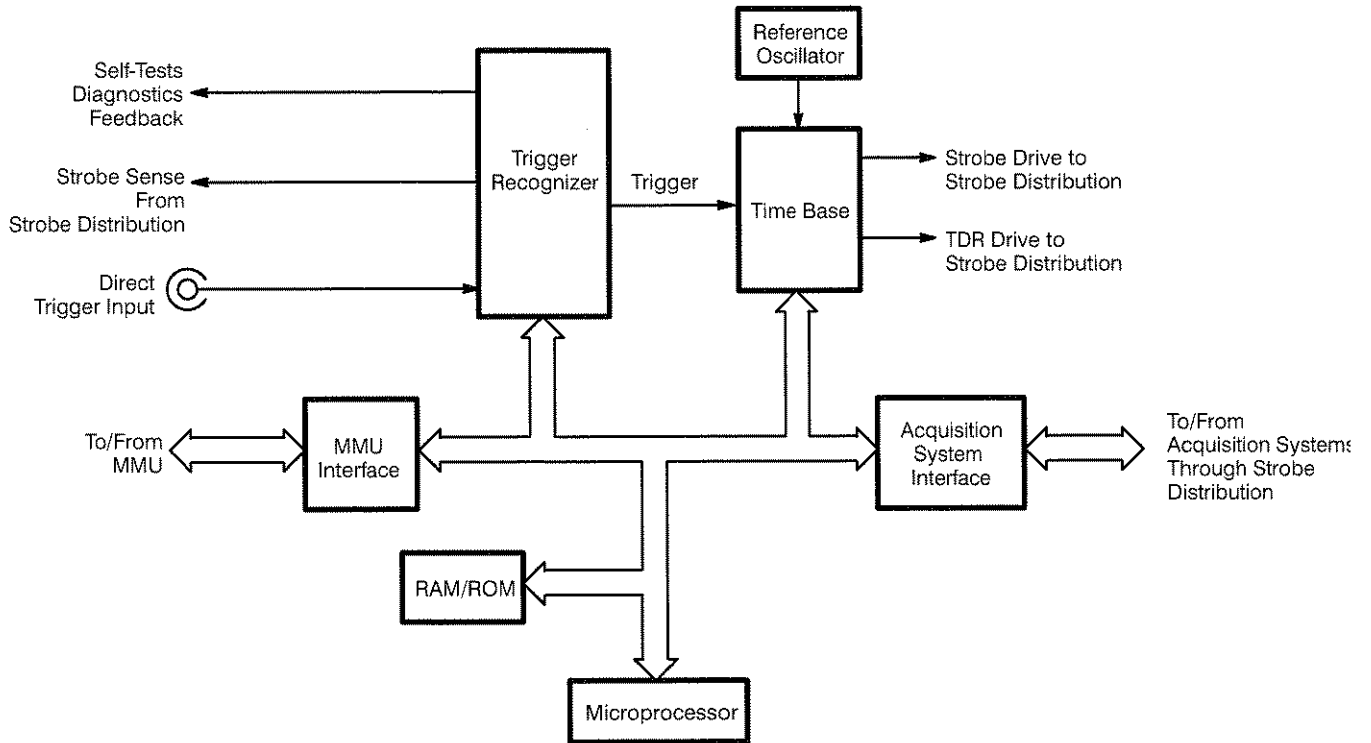 Reference
Oscillator
Self-Tests
Diagnostics
Feedback
Trigger
Recognizer
Strobe Sense
From
Strobe Distribution
Trigger
Time Base
Strobe Drive to
Strobe Distribution
TDR Drive to
Strobe Distribution
Direct
Trigger Input
To/From
MMU
MMU
Interface
Acquisition
System
Interface
To/From
Acquisition Systems
Through Strobe
Distribution
RAM/ROM
Microprocessor